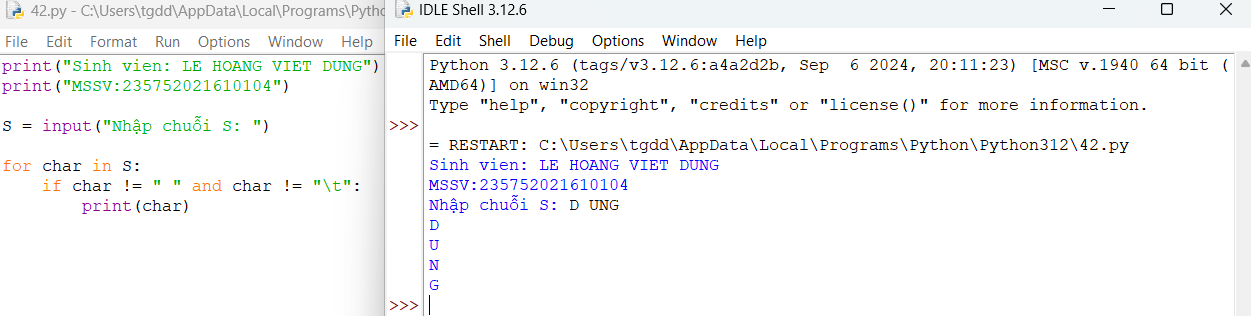 42.py - C:\Users\tgdd\AppData\Local\Programs\Pytho
File Edit Format Run Options Window Help
print("Sinh vien: LE HOANG VIET DUNG")
print("MSSV:235752021610104")
S = input("Nhập chuỗi S: ")
for char in S:
    if char != " " and char != "\t":
        print(char)
IDLE Shell 3.12.6
File Edit Shell Debug Options Window Help
Python 3.12.6 (tags/v3.12.6:a4a2d2b, Sep  6 2024, 20:11:23) [MSC v.1940 64 bit (
AMD64)] on win32
Type "help", "copyright", "credits" or "license()" for more information.
>>>
= RESTART: C:\Users\tgdd\AppData\Local\Programs\Python\Python312\42.py
Sinh vien: LE HOANG VIET DUNG
MSSV:235752021610104
Nhập chuỗi S: D UNG
D
U
N
G
>>>